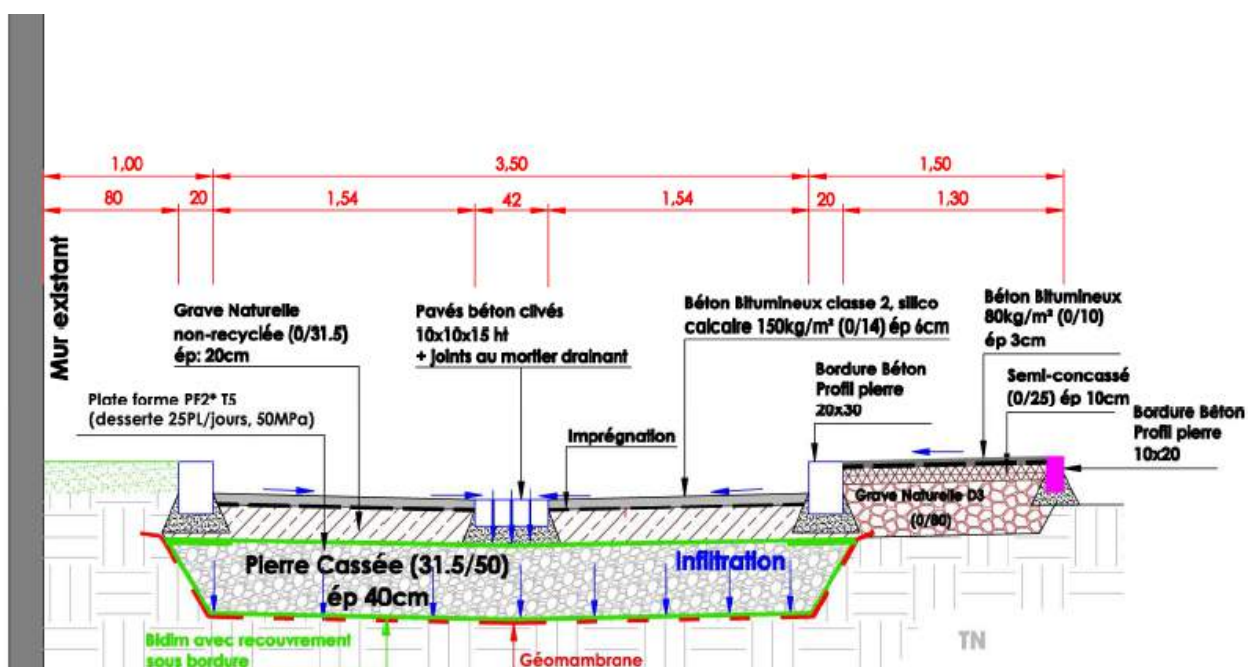 1,00
3,50
1,50
80
20
1,54
42
1,54
20
1,30
Mur existant
Grave Naturelle
non-recyclée (0/31.5)
ép: 20cm
Pavés béton clivés
10x10x15 ht
+ joints au mortier drainant
Béton Bitumineux classe 2, silico
calcaire 150kg/m² (0/14) ép 6cm
Béton Bitumineux
80kg/m² (0/10)
ép 3cm
Plate forme PF2* T5
(desserte 25PL/jours, 50MPa)
Imprégnation
Bordure Béton
Profil pierre
20x30
Semi-concassé
(0/25) ép 10cm
Bordure Béton
Profil pierre
10x20
Grave Naturelle D3
(0/80)
Pierre Cassée (31.5/50)
ép 40cm
Infiltration
Bidim avec recouvrement
sous bordure
Géomambrane
TN